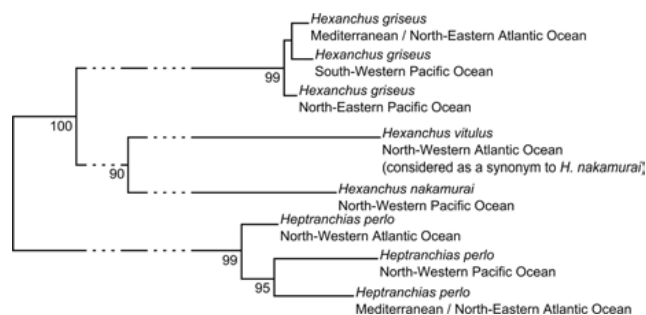 Hexanchus griseus
Mediterranean / North-Eastern Atlantic Ocean
Hexanchus griseus
South-Western Pacific Ocean
99
Hexanchus griseus
North-Eastern Pacific Ocean
100
Hexanchus vitulus
North-Western Atlantic Ocean
(considered as a synonym to H. nakamurai)
90
Hexanchus nakamurai
North-Western Pacific Ocean
Heptranchias perlo
North-Western Atlantic Ocean
99
Heptranchias perlo
North-Western Pacific Ocean
95
Heptranchias perlo
Mediterranean / North-Eastern Atlantic Ocean